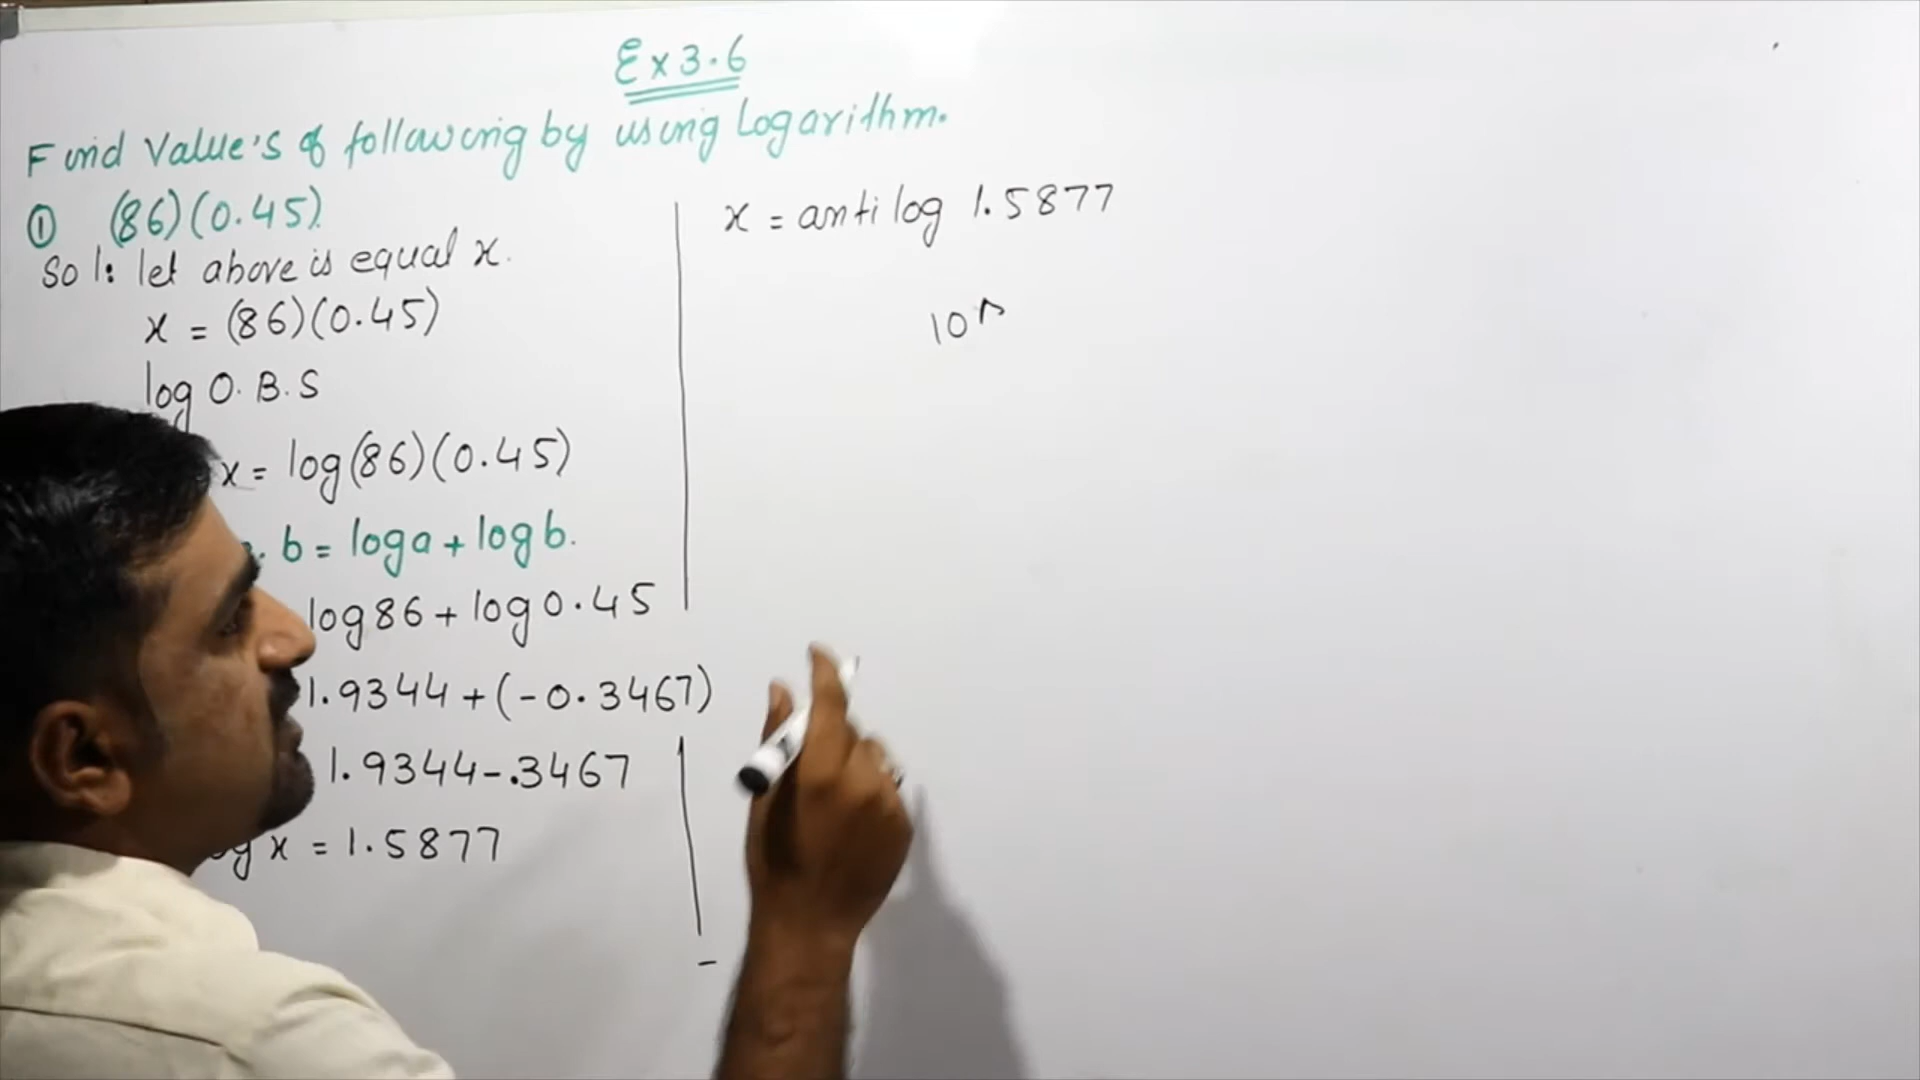 Ex 3.6
Find Value's of following by using Logarithm.
① (86)(0.45).
Sol: let above is equal x.
x = (86)(0.45)
log O.B.S
x = log(86)(0.45)
. b = log a + log b.
log 86 + log 0.45
1.9344 + (-0.3467)
1.9344 - .3467
x = 1.5877
x = anti log 1.5877
10^